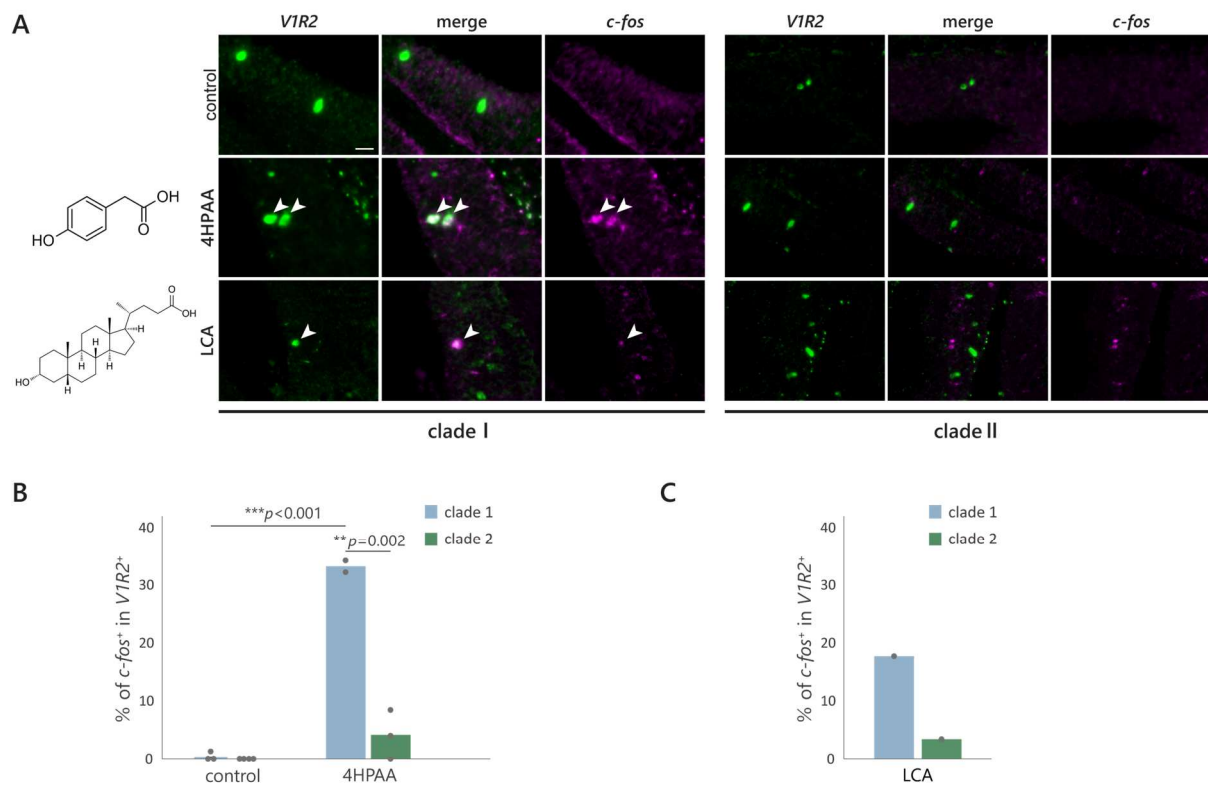 A
V1R2 merge c-fos V1R2 merge c-fos
control
4HPAA
LCA
HO OH O
HO H H H H O OH
clade I clade II
B
% of c-fos⁺ in V1R2⁺
40
30
20
10
0
***p<0.001
**p=0.002
clade 1
clade 2
control 4HPAA
C
% of c-fos⁺ in V1R2⁺
40
30
20
10
0
clade 1
clade 2
LCA